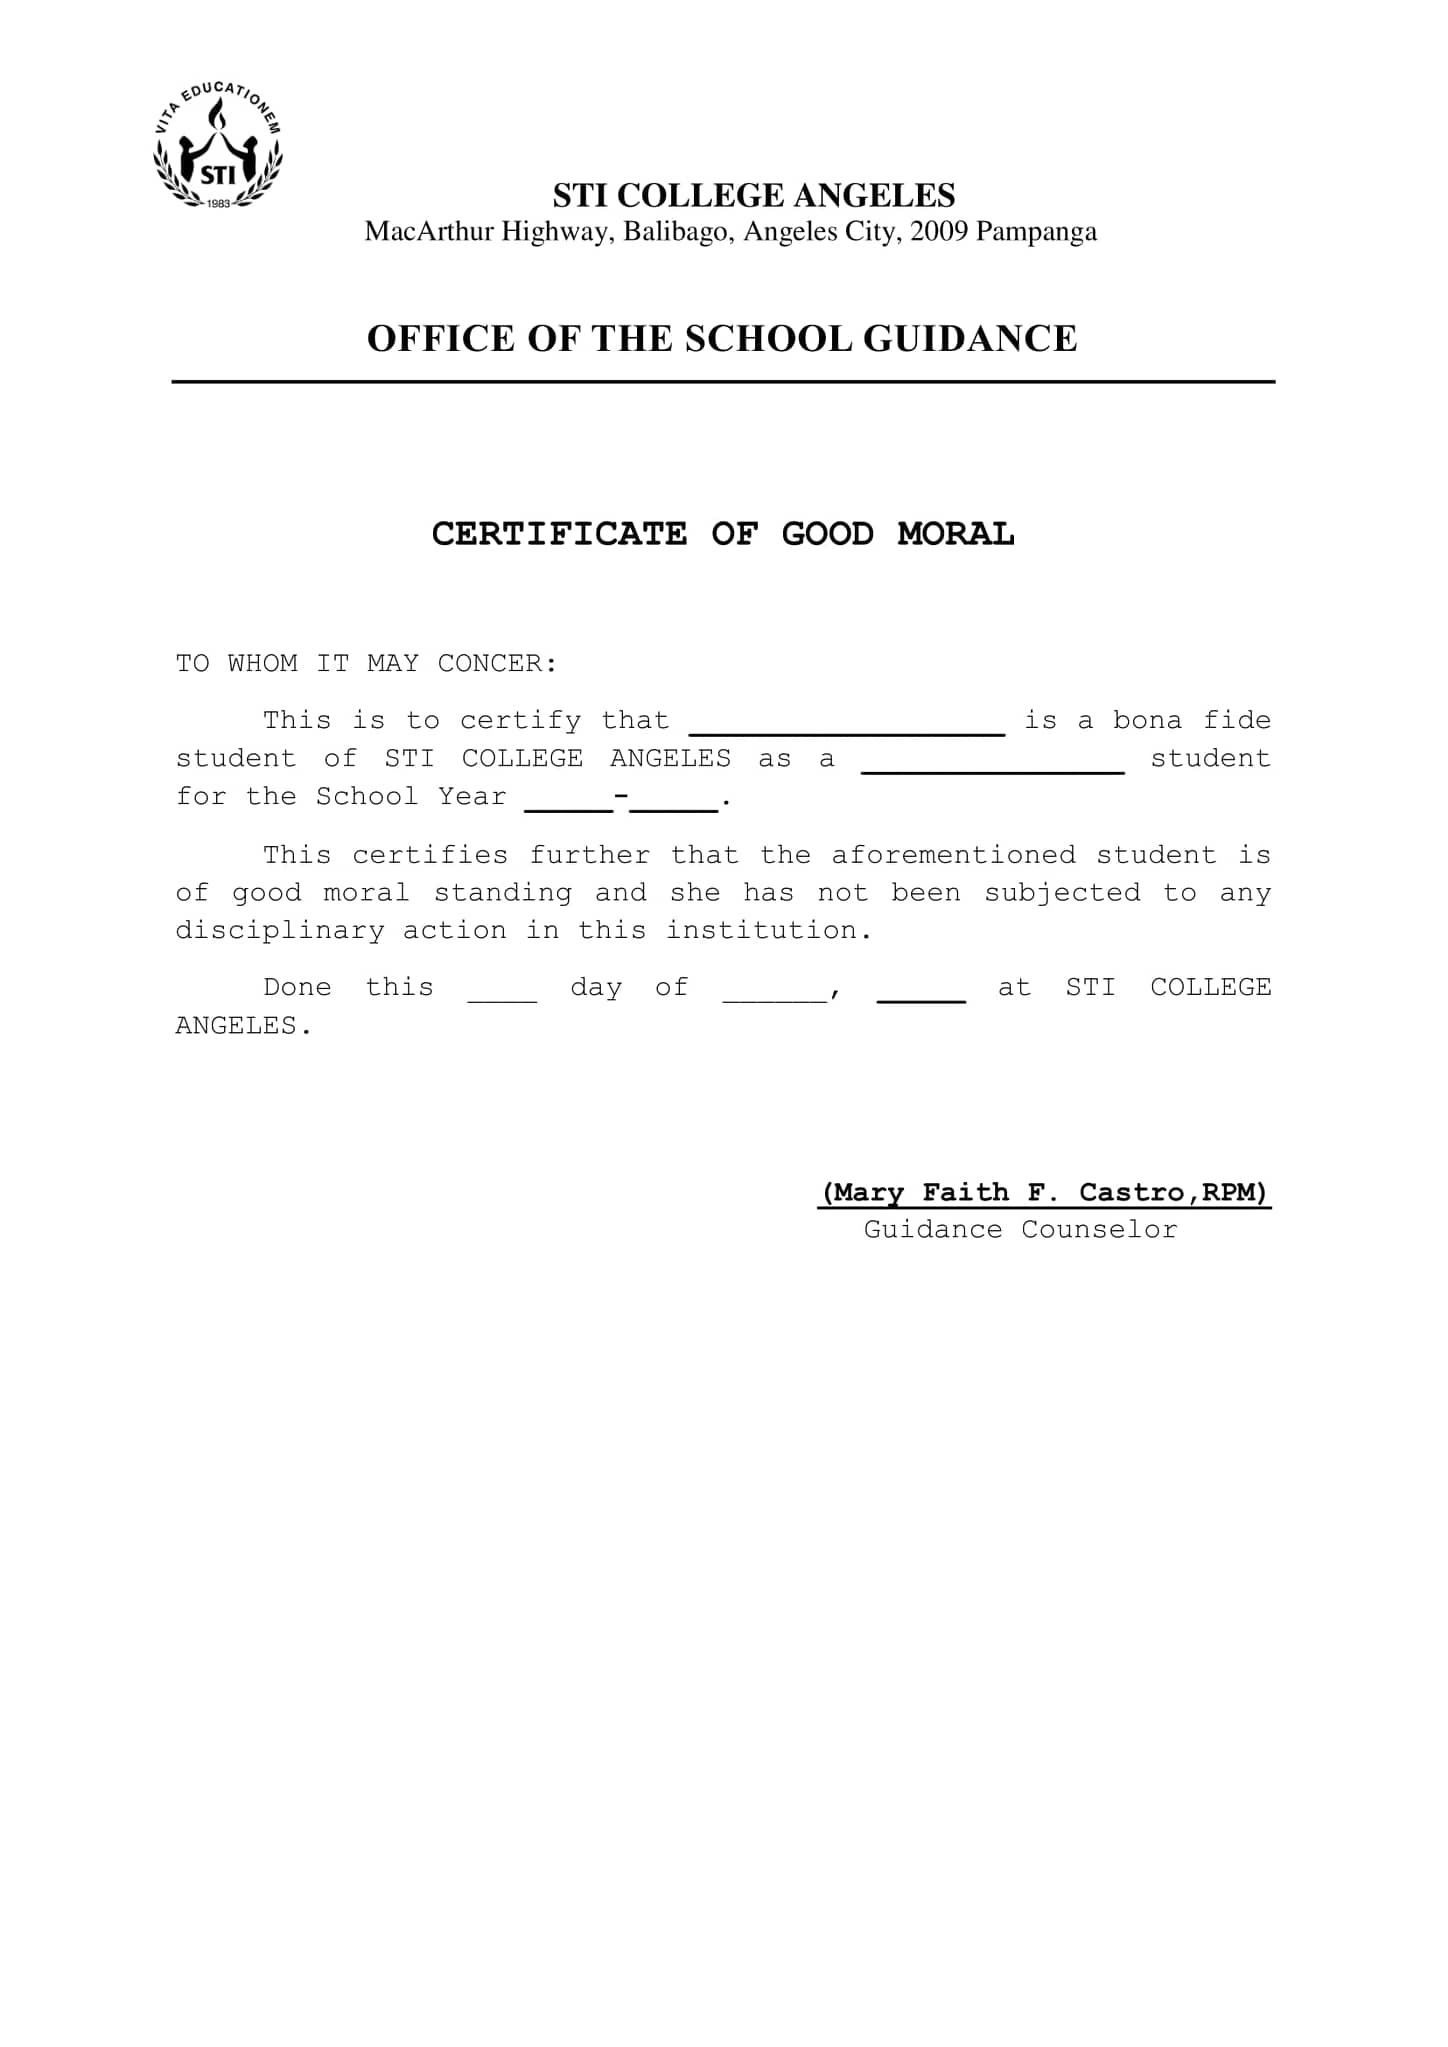 VITA EDUCATIONEM
STI
1983
STI COLLEGE ANGELES
MacArthur Highway, Balibago, Angeles City, 2009 Pampanga
OFFICE OF THE SCHOOL GUIDANCE
CERTIFICATE OF GOOD MORAL
TO WHOM IT MAY CONCER:
This is to certify that __________________ is a bona fide
student of STI COLLEGE ANGELES as a _______________ student
for the School Year _____-_____.
This certifies further that the aforementioned student is
of good moral standing and she has not been subjected to any
disciplinary action in this institution.
Done this ____ day of ______, _____ at STI COLLEGE
ANGELES.
(Mary Faith F. Castro,RPM)
Guidance Counselor